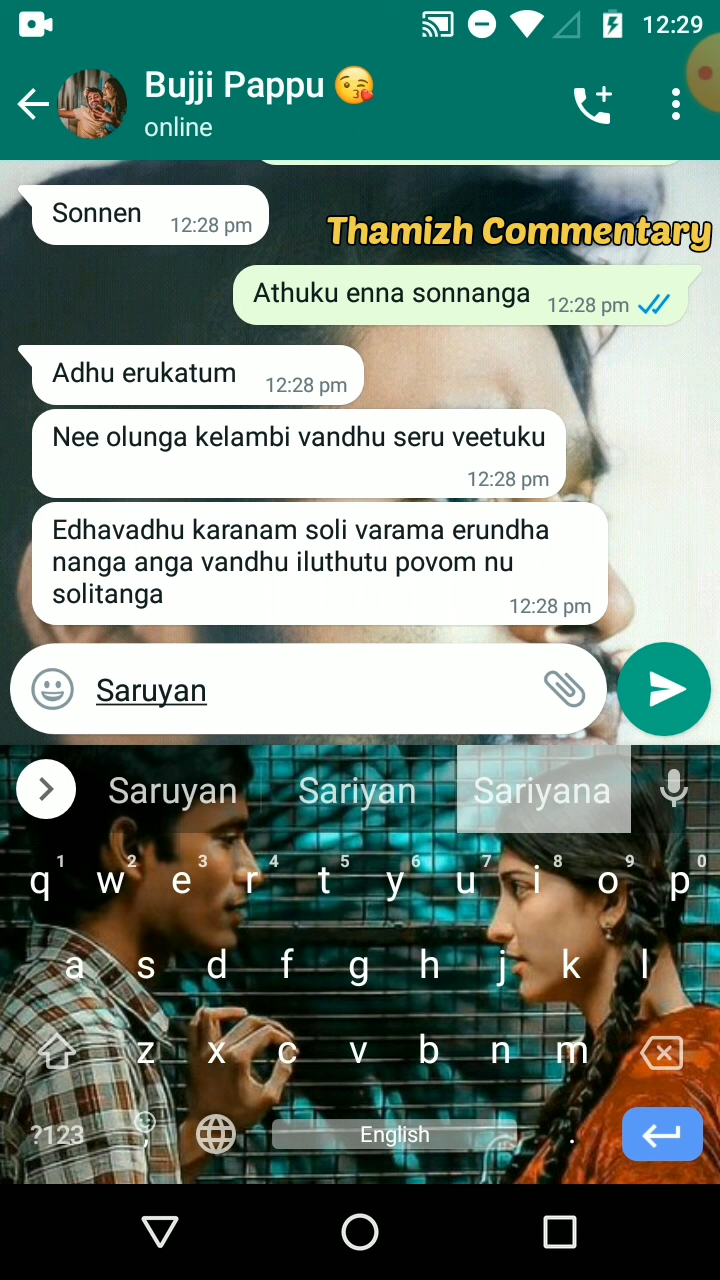 12:29
Bujji Pappu 😘
online
Sonnen 12:28 pm
Thamizh Commentary
Athuku enna sonnanga 12:28 pm
Adhu erukatum 12:28 pm
Nee olunga kelambi vandhu seru veetuku
12:28 pm
Edhavadhu karanam soli varama erundha
nanga anga vandhu iluthutu povom nu
solitanga
12:28 pm
Saruyan
Saruyan Sariyan Sariyana
1 2 3 4 5 6 7 8 9 0
q w e r t y u i o p
a s d f g h j k l
z x c v b n m
?123 , English .